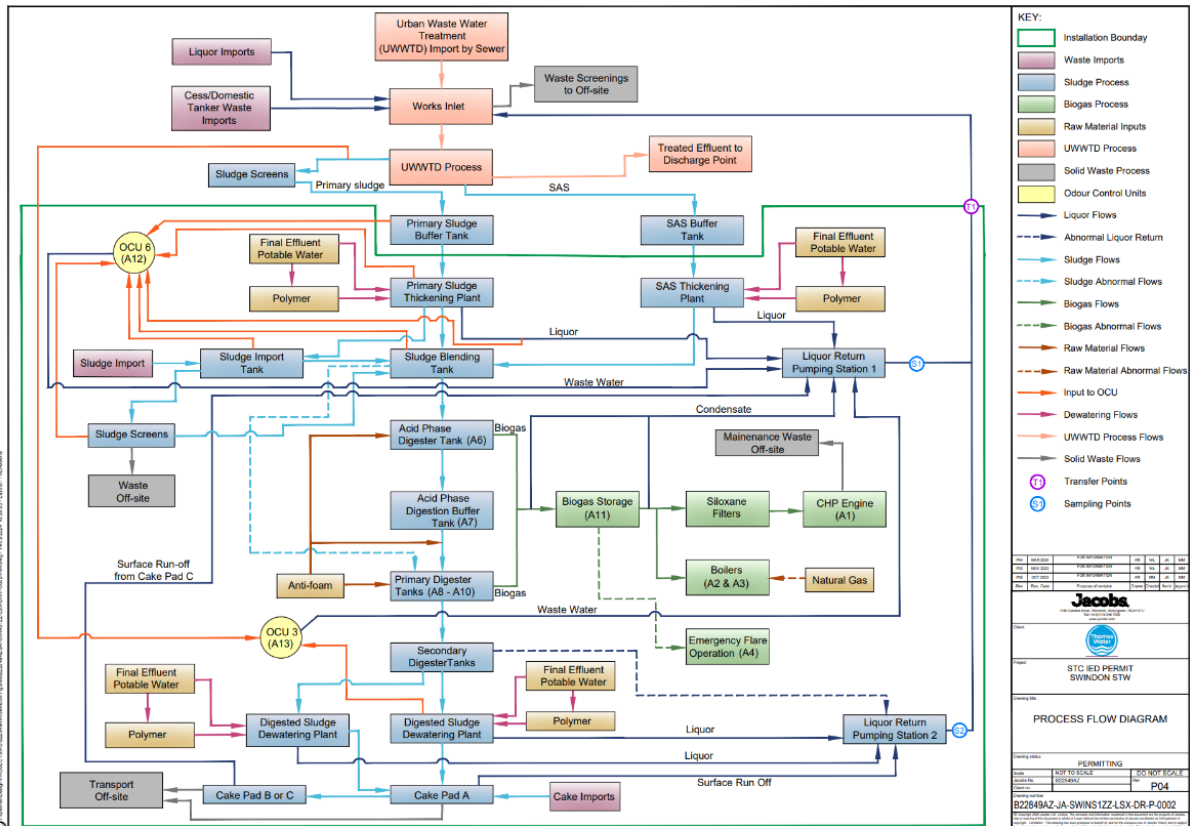 Urban Waste Water
Treatment
(UWWTD) Import by Sewer
Liquor Imports
Waste Screenings
to Off-site
Cess/Domestic
Tanker Waste
Imports
Works Inlet
Treated Effluent to
Discharge Point
UWWTD Process
Sludge Screens
Primary sludge
SAS
T1
Primary Sludge
Buffer Tank
SAS Buffer
Tank
OCU 6
(A12)
Final Effluent
Potable Water
Final Effluent
Potable Water
Primary Sludge
Thickening Plant
SAS Thickening
Plant
Polymer
Polymer
Liquor
Liquor
Sludge Import
Sludge Import
Tank
Sludge Blending
Tank
Liquor Return
Pumping Station 1
S1
Waste Water
Condensate
Sludge Screens
Acid Phase
Digester Tank (A6)
Biogas
Mainenance Waste
Off-site
Waste
Off-site
Acid Phase
Digestion Buffer
Tank (A7)
Biogas Storage
(A11)
Siloxane
Filters
CHP Engine
(A1)
Surface Run-off
from Cake Pad C
Anti-foam
Primary Digester
Tanks (A8 - A10)
Biogas
Boilers
(A2 & A3)
Natural Gas
Waste Water
OCU 3
(A13)
Secondary
DigesterTanks
Emergency Flare
Operation (A4)
Final Effluent
Potable Water
Final Effluent
Potable Water
Polymer
Digested Sludge
Dewatering Plant
Digested Sludge
Dewatering Plant
Polymer
Liquor Return
Pumping Station 2
S2
Liquor
Liquor
Surface Run Off
Transport
Off-site
Cake Pad B or C
Cake Pad A
Cake Imports
KEY:
Installation Bounday
Waste Imports
Sludge Process
Biogas Process
Raw Material Inputs
UWWTD Process
Solid Waste Process
Odour Control Units
Liquor Flows
Abnormal Liquor Return
Sludge Flows
Sludge Abnormal Flows
Biogas Flows
Biogas Abnormal Flows
Raw Material Flows
Raw Material Abnormal Flows
Input to OCU
Dewatering Flows
UWWTD Process Flows
Solid Waste Flows
T1 Transfer Points
S1 Sampling Points
Jacobs
Thames
Water
STC IED PERMIT
SWINDON STW
PROCESS FLOW DIAGRAM
PERMITTING
NOT TO SCALE
DO NOT SCALE
B22849AZ
P04
B22849AZ-JA-SWINS1ZZ-LSX-DR-P-0002